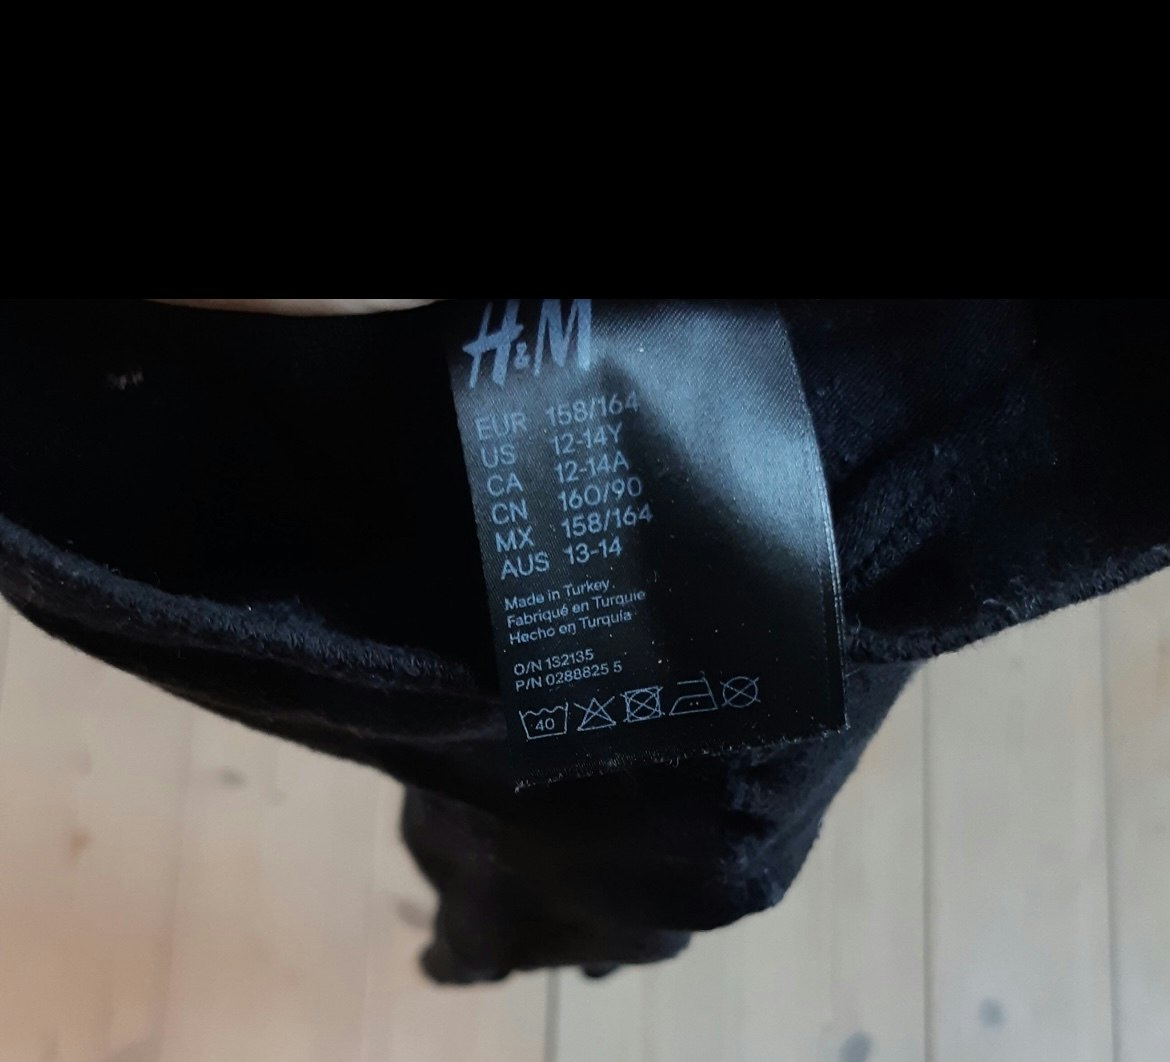 H&M
EUR 158/164
US 12-14Y
CA 12-14A
CN 160/90
MX 158/164
AUS 13-14
Made in Turkey.
Fabriqué en Turquie
Hecho en Turquía
O/N 132135
P/N 0288825 5
40